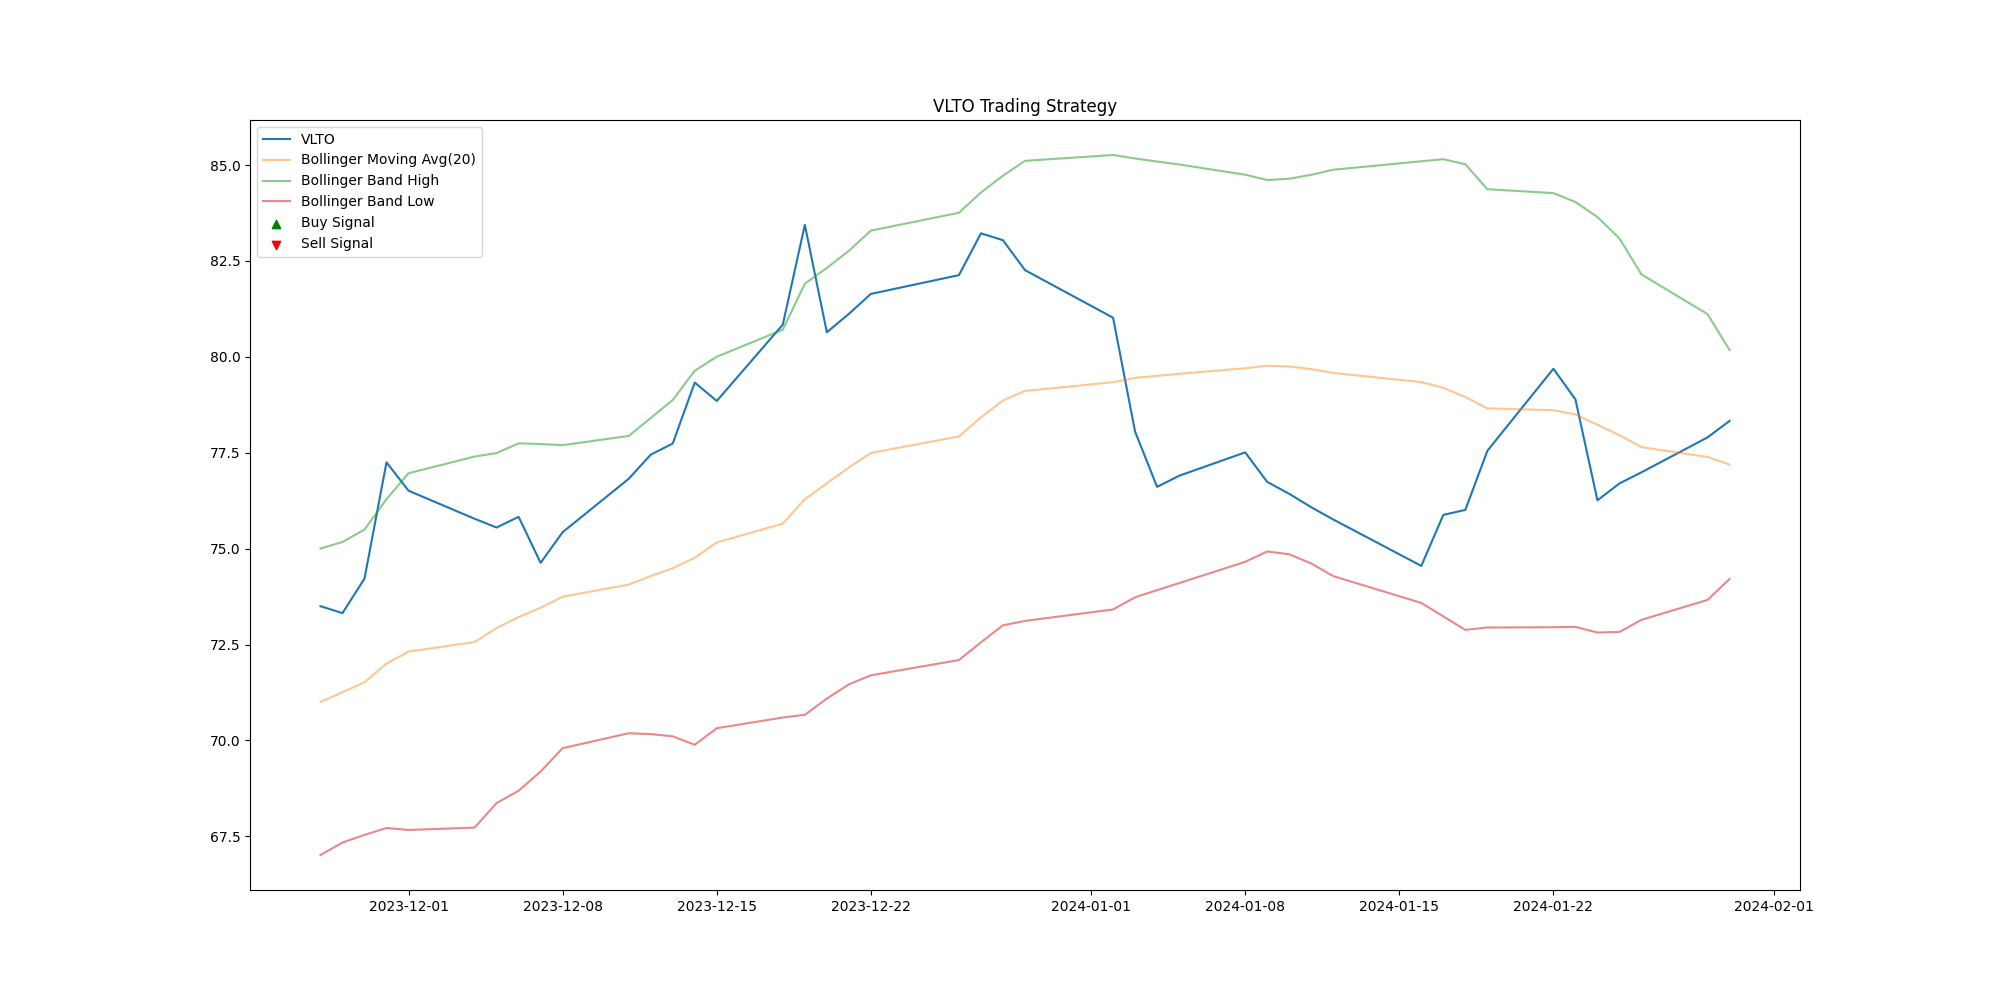 VLTO Trading Strategy
VLTO
Bollinger Moving Avg(20)
Bollinger Band High
Bollinger Band Low
Buy Signal
Sell Signal
85.0
82.5
80.0
77.5
75.0
72.5
70.0
67.5
2023-12-01 2023-12-08 2023-12-15 2023-12-22 2024-01-01 2024-01-08 2024-01-15 2024-01-22 2024-02-01